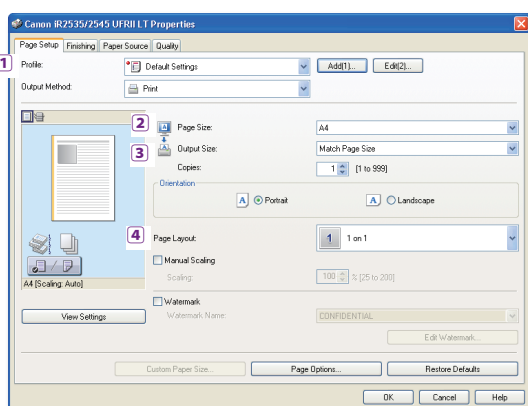 Canon iR2535/2545 UFRII LT Properties
Page Setup Finishing Paper Source Quality
1 Profile: Default Settings Add(1)... Edit(2)...
Output Method: Print
2 Page Size: A4
3 Output Size: Match Page Size
Copies: 1 [1 to 999]
Orientation
A Portrait A Landscape
4 Page Layout: 1 1 on 1
Manual Scaling
Scaling: 100 % [25 to 200]
A4 [Scaling: Auto]
Watermark
View Settings Watermark Name: CONFIDENTIAL
Edit Watermark...
Custom Paper Size... Page Options... Restore Defaults
OK Cancel Help